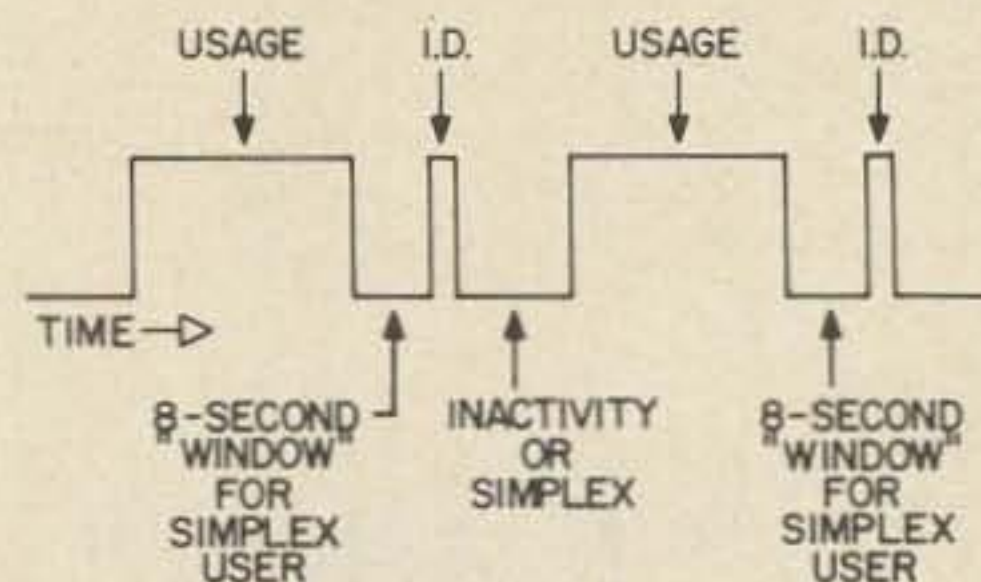 USAGE
I.D.
USAGE
I.D.
TIME
8-SECOND
"WINDOW"
FOR
SIMPLEX
USER
INACTIVITY
OR
SIMPLEX
8-SECOND
"WINDOW"
FOR
SIMPLEX
USER